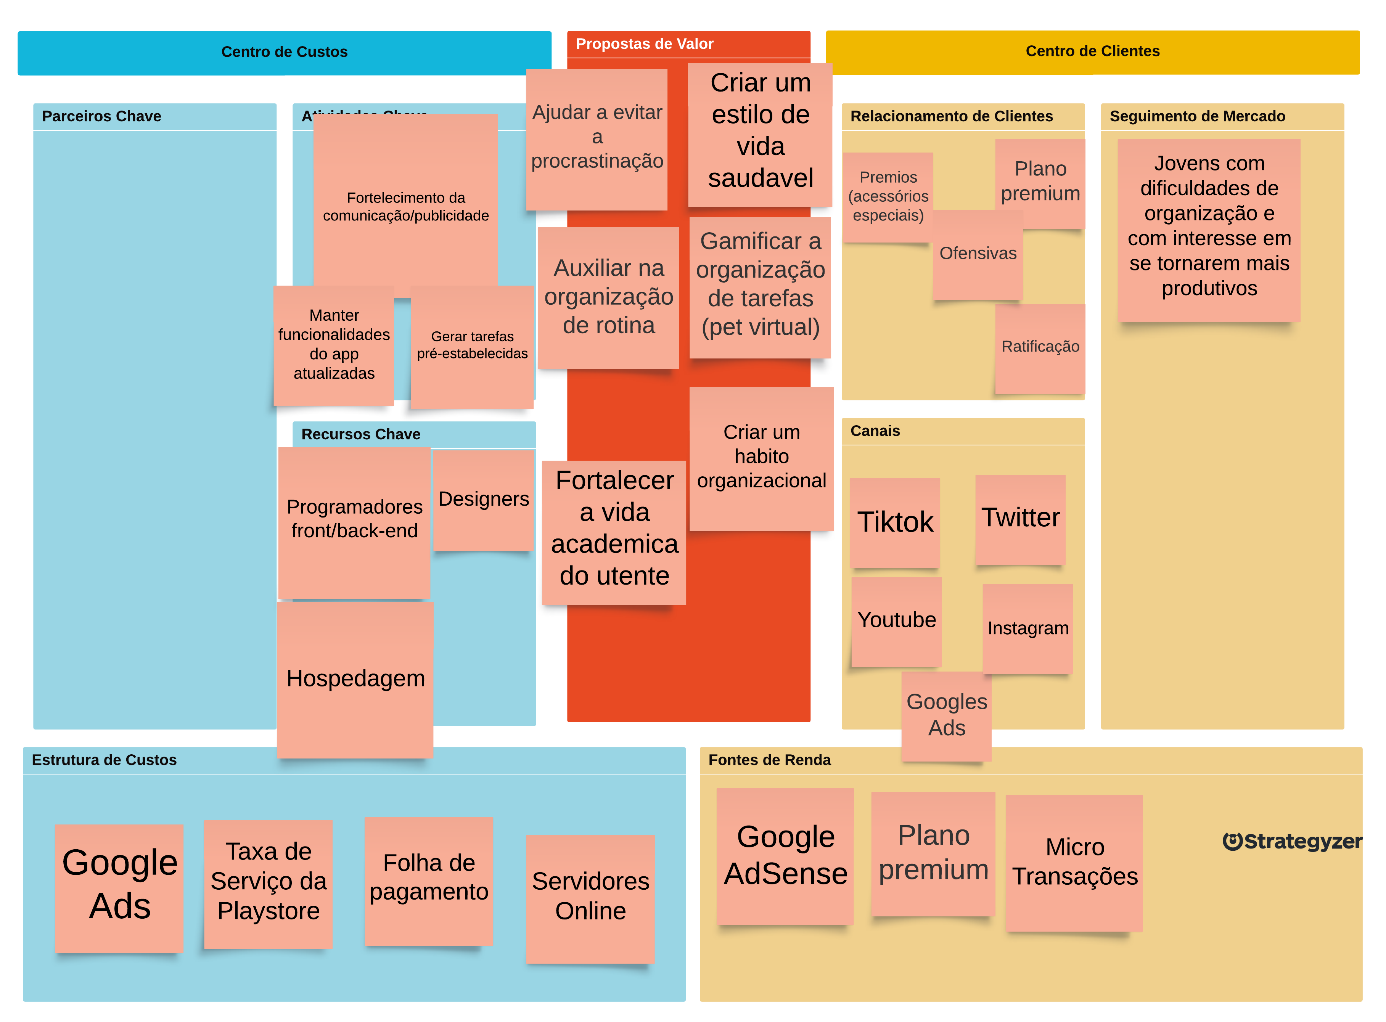 Centro de Custos
Propostas de Valor
Centro de Clientes
Parceiros Chave
Atividades Chave
Fortelecimento da
comunicação/publicidade
Manter
funcionalidades
do app
atualizadas
Gerar tarefas
pré-estabelecidas
Recursos Chave
Programadores
front/back-end
Designers
Hospedagem
Ajudar a evitar
a
procrastinação
Criar um
estilo de
vida
saudavel
Auxiliar na
organização
de rotina
Gamificar a
organização
de tarefas
(pet virtual)
Criar um
habito
organizacional
Fortalecer
a vida
academica
do utente
Relacionamento de Clientes
Premios
(acessórios
especiais)
Plano
premium
Ofensivas
Ratificação
Canais
Tiktok
Twitter
Youtube
Instagram
Googles
Ads
Seguimento de Mercado
Jovens com
dificuldades de
organização e
com interesse em
se tornarem mais
produtivos
Estrutura de Custos
Google
Ads
Taxa de
Serviço da
Playstore
Folha de
pagamento
Servidores
Online
Fontes de Renda
Google
AdSense
Plano
premium
Micro
Transações
Strategyzer